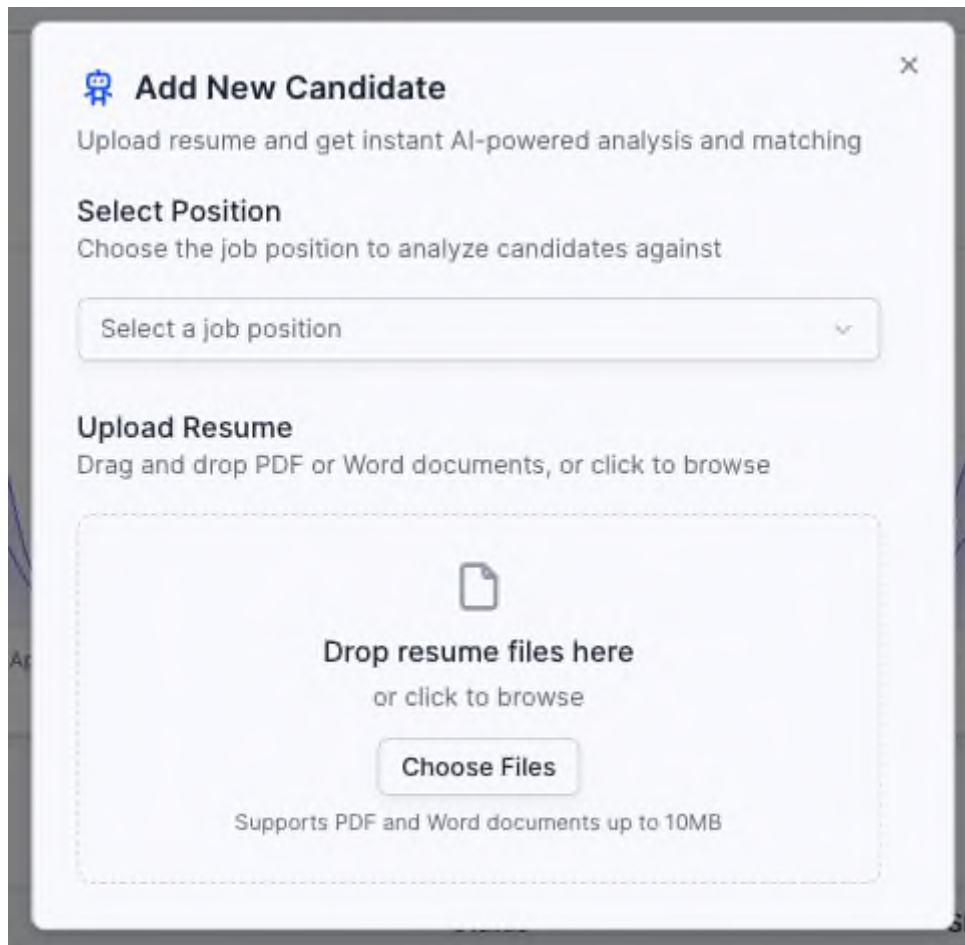 Add New Candidate
Upload resume and get instant AI-powered analysis and matching
Select Position
Choose the job position to analyze candidates against
Select a job position
Upload Resume
Drag and drop PDF or Word documents, or click to browse
Drop resume files here
or click to browse
Choose Files
Supports PDF and Word documents up to 10MB